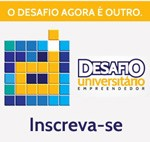 O DESAFIO AGORA É OUTRO.
DESAFIO
universitário
EMPREENDEDOR
Inscreva-se